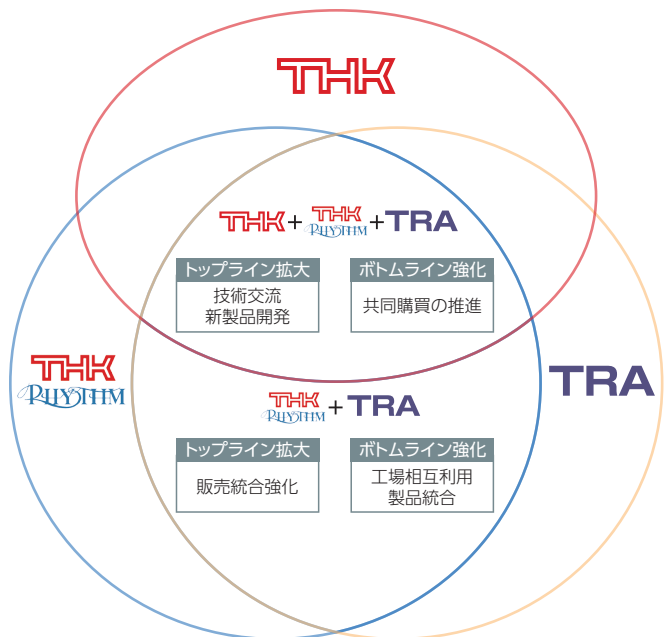 THK
THK + THK RHYTHM + TRA
トップライン拡大
技術交流
新製品開発
ボトムライン強化
共同購買の推進
THK
RHYTHM
TRA
THK RHYTHM + TRA
トップライン拡大
販売統合強化
ボトムライン強化
工場相互利用
製品統合